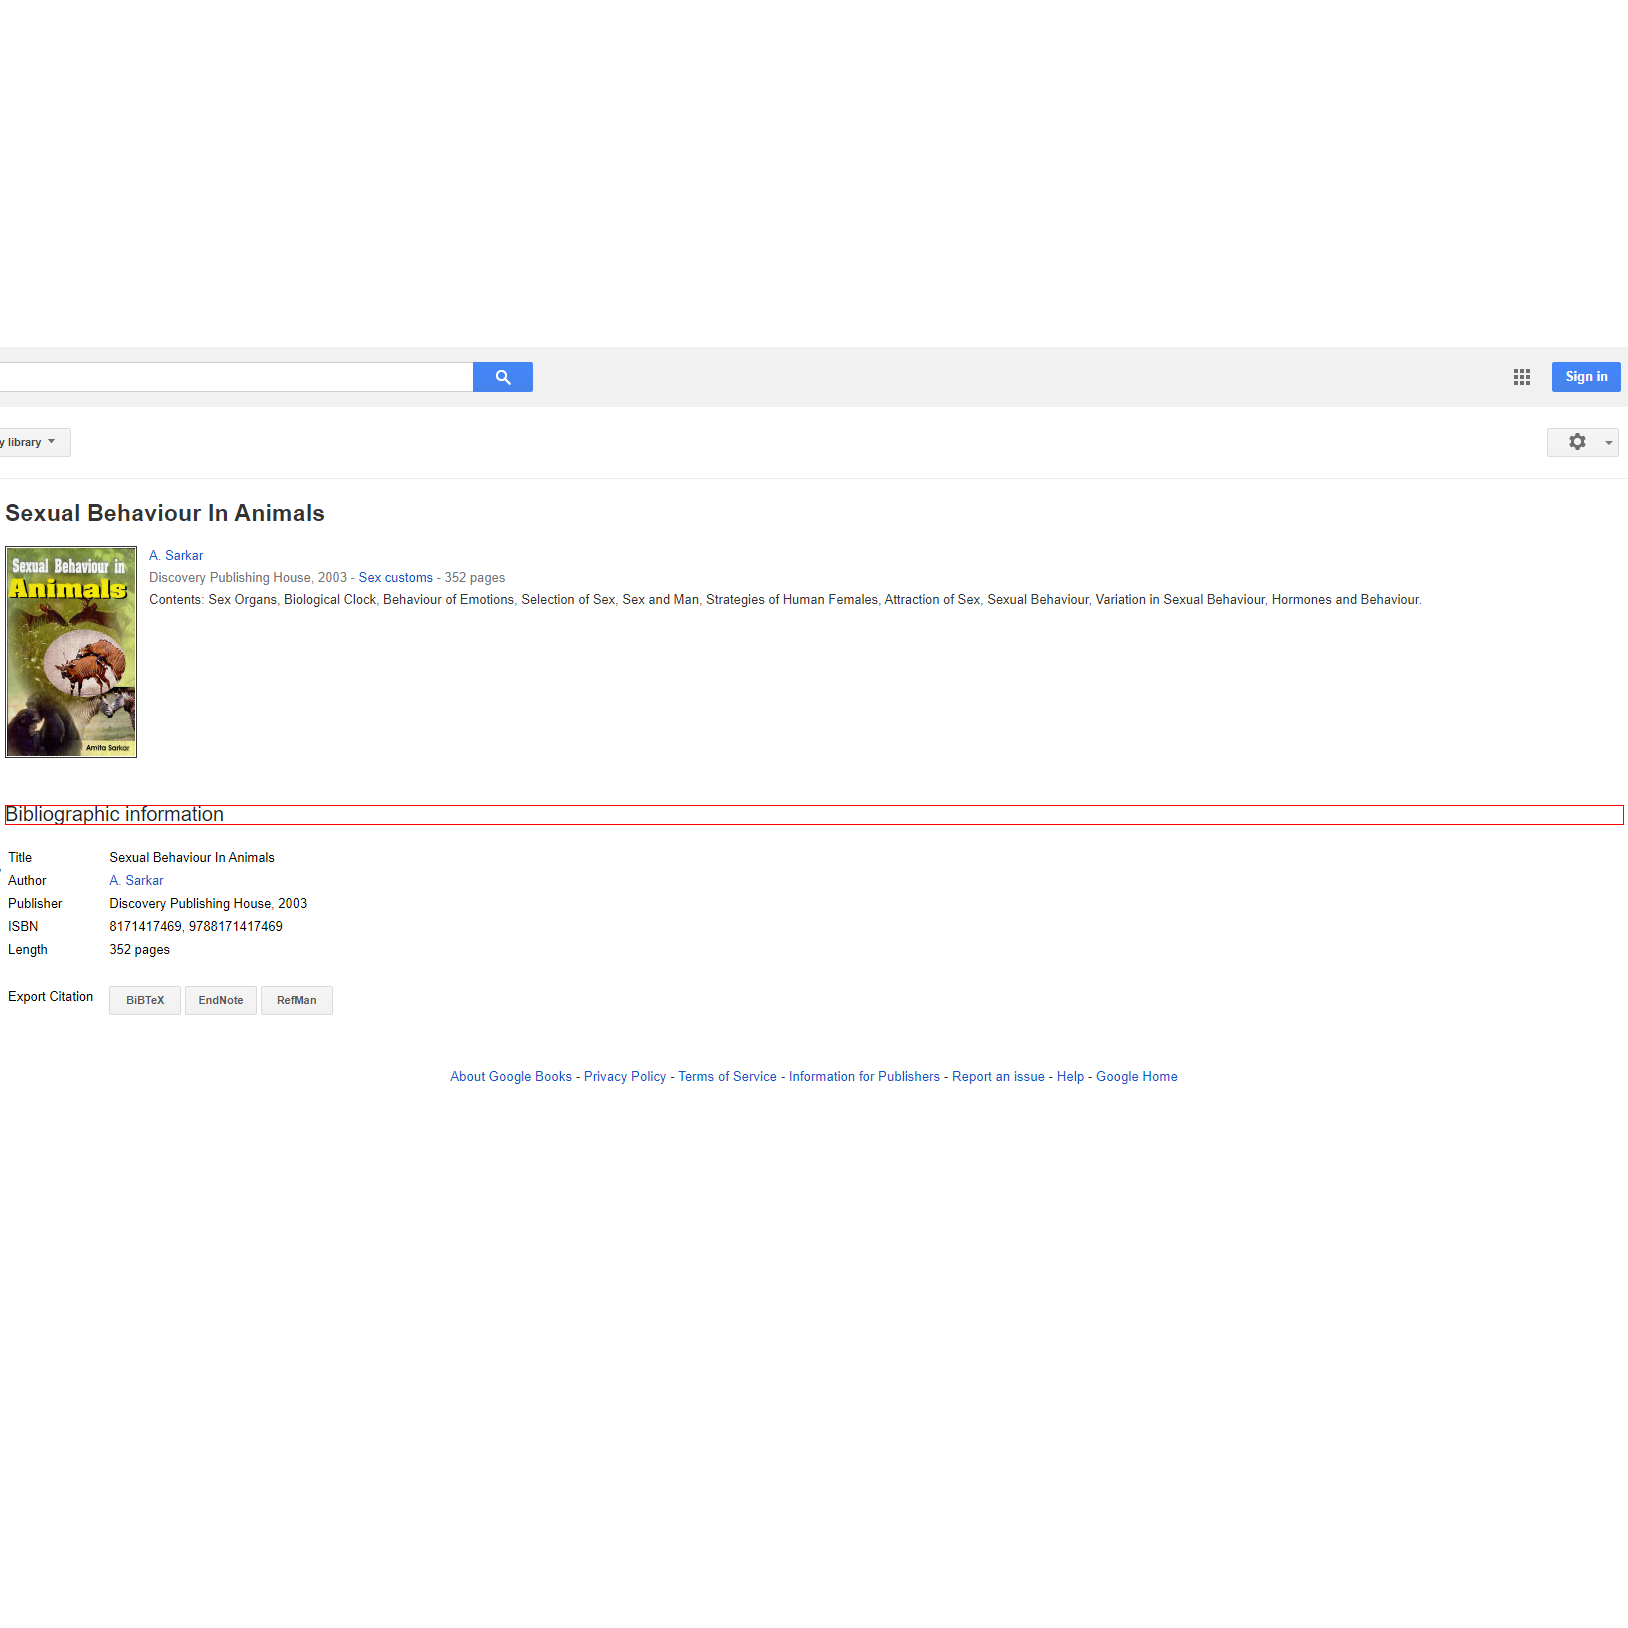 Sign in
y library
Sexual Behaviour In Animals
Sexual Behaviour in
Animals
Amita Sarkar
A. Sarkar
Discovery Publishing House, 2003 - Sex customs - 352 pages
Contents: Sex Organs, Biological Clock, Behaviour of Emotions, Selection of Sex, Sex and Man, Strategies of Human Females, Attraction of Sex, Sexual Behaviour, Variation in Sexual Behaviour, Hormones and Behaviour.
Bibliographic information
Title Sexual Behaviour In Animals
Author A. Sarkar
Publisher Discovery Publishing House, 2003
ISBN 8171417469, 9788171417469
Length 352 pages
Export Citation BiBTeX EndNote RefMan
About Google Books - Privacy Policy - Terms of Service - Information for Publishers - Report an issue - Help - Google Home